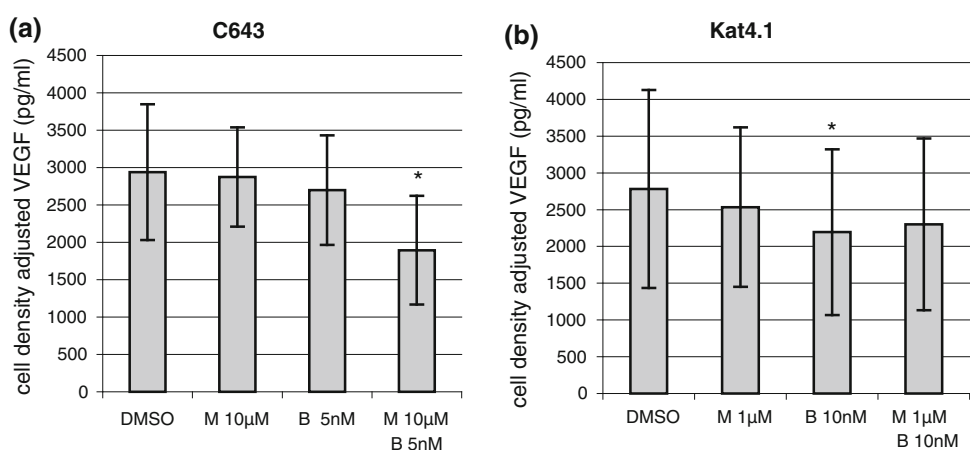 (a)
C643
cell density adjusted VEGF (pg/ml)
4500
4000
3500
3000
2500
2000
1500
1000
500
0
*
DMSO
M 10µM
B 5nM
M 10µM
B 5nM
(b)
Kat4.1
cell density adjusted VEGF (pg/ml)
4500
4000
3500
3000
2500
2000
1500
1000
500
0
*
DMSO
M 1µM
B 10nM
M 1µM
B 10nM